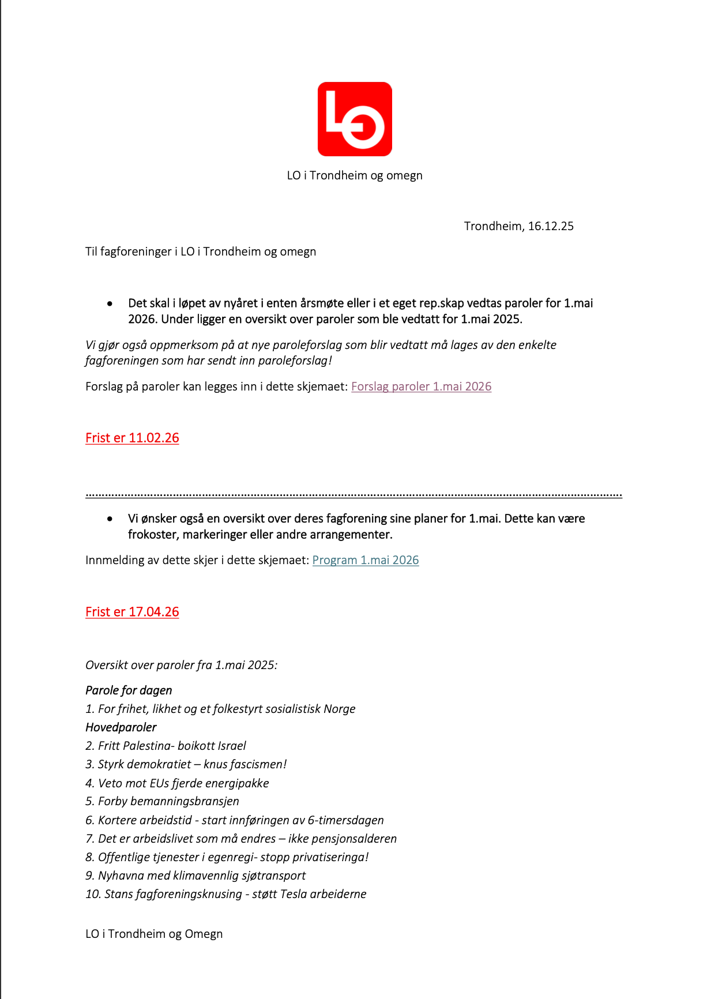 LO
LO i Trondheim og omegn
Trondheim, 16.12.25
Til fagforeninger i LO i Trondheim og omegn
• Det skal i løpet av nyåret i enten årsmøte eller i et eget rep.skap vedtas paroler for 1.mai
2026. Under ligger en oversikt over paroler som ble vedtatt for 1.mai 2025.
Vi gjør også oppmerksom på at nye paroleforslag som blir vedtatt må lages av den enkelte
fagforeningen som har sendt inn paroleforslag!
Forslag på paroler kan legges inn i dette skjemaet: Forslag paroler 1.mai 2026
Frist er 11.02.26
………………………………………………………………………………………………………………………………………………….
• Vi ønsker også en oversikt over deres fagforening sine planer for 1.mai. Dette kan være
frokoster, markeringer eller andre arrangementer.
Innmelding av dette skjer i dette skjemaet: Program 1.mai 2026
Frist er 17.04.26
Oversikt over paroler fra 1.mai 2025:
Parole for dagen
1. For frihet, likhet og et folkestyrt sosialistisk Norge
Hovedparoler
2. Fritt Palestina- boikott Israel
3. Styrk demokratiet – knus fascismen!
4. Veto mot EUs fjerde energipakke
5. Forby bemanningsbransjen
6. Kortere arbeidstid - start innføringen av 6-timersdagen
7. Det er arbeidslivet som må endres – ikke pensjonsalderen
8. Offentlige tjenester i egenregi- stopp privatiseringa!
9. Nyhavna med klimavennlig sjøtransport
10. Stans fagforeningsknusing - støtt Tesla arbeiderne
LO i Trondheim og Omegn